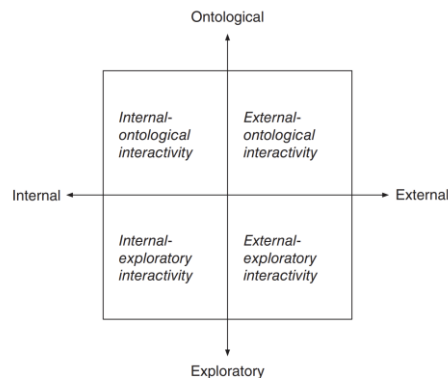 Ontological
Internal-
ontological
interactivity
External-
ontological
interactivity
Internal
External
Internal-
exploratory
interactivity
External-
exploratory
interactivity
Exploratory